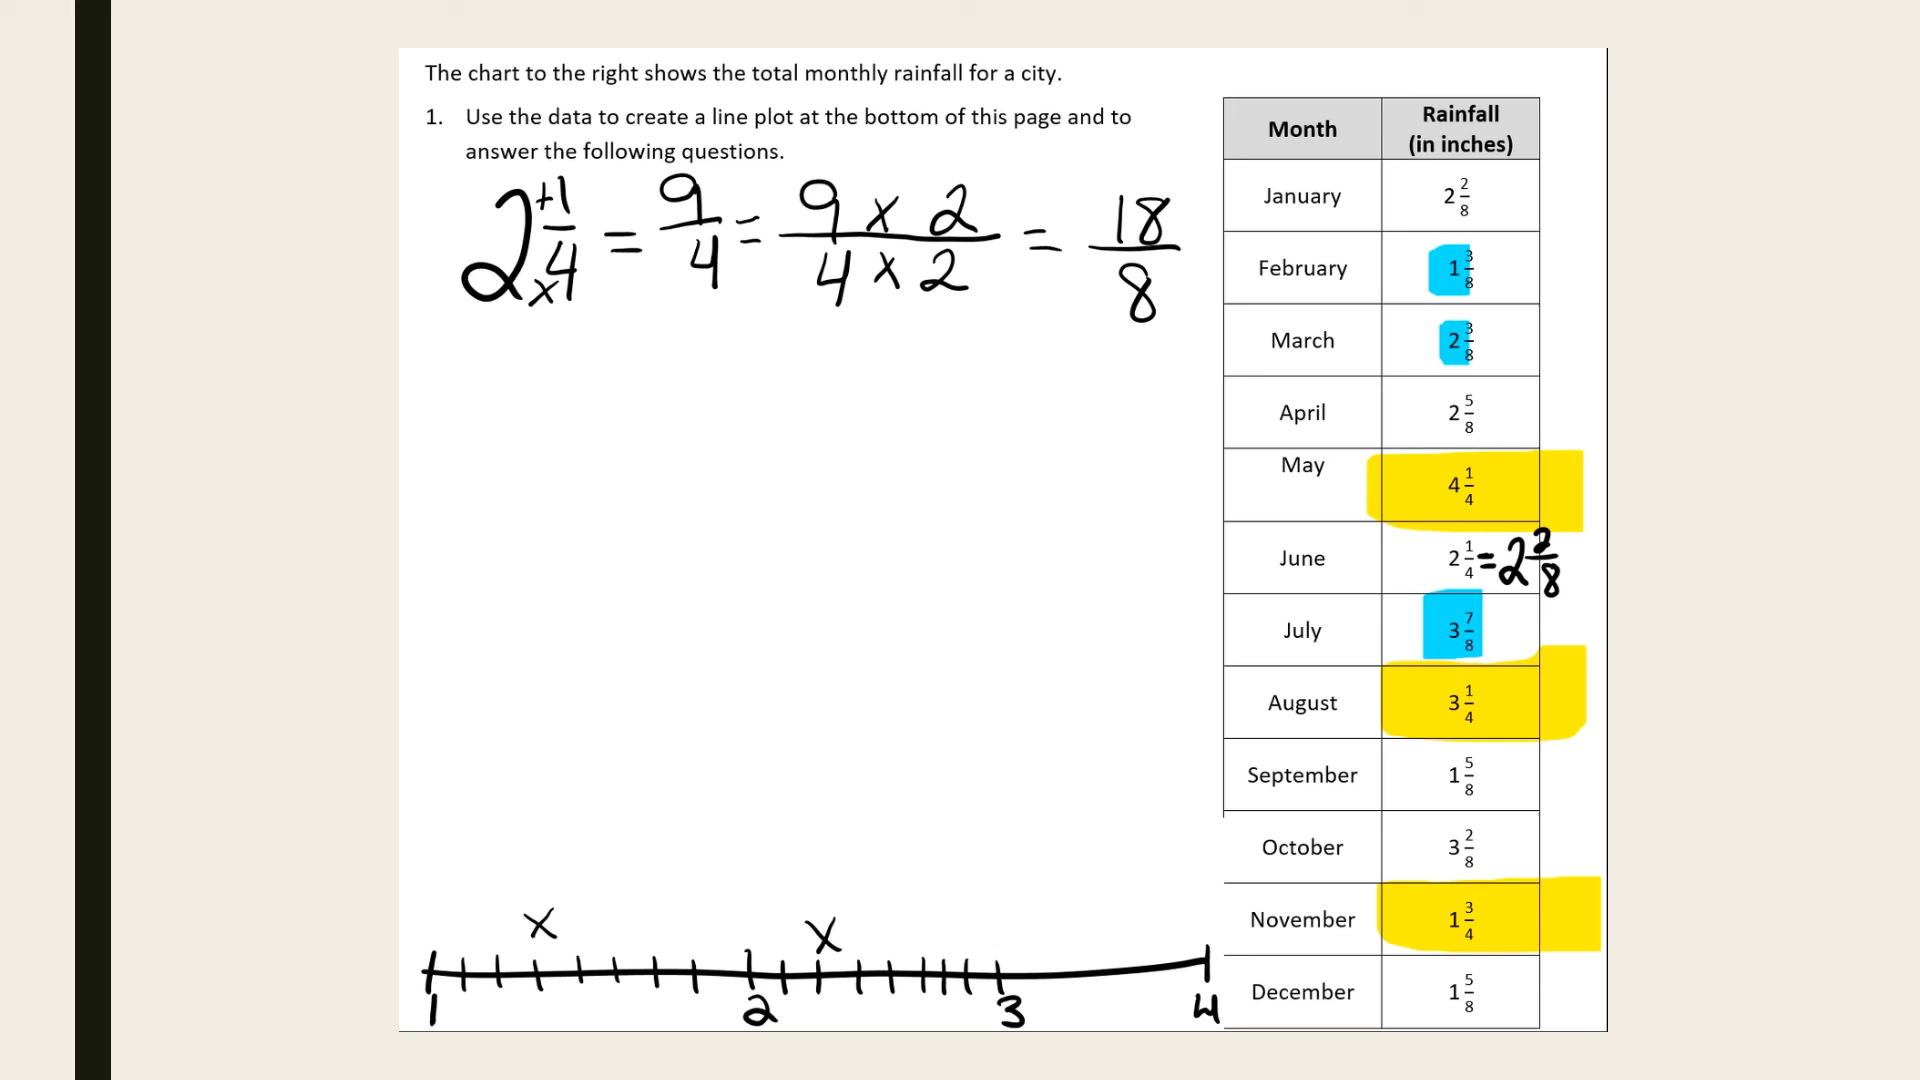 The chart to the right shows the total monthly rainfall for a city.
1. Use the data to create a line plot at the bottom of this page and to
answer the following questions.
2 +1/x4 = 9/4 = 9 x 2/4 x 2 = 18/8
Month Rainfall (in inches)
January 2 2/8
February 1 3/8
March 2 3/8
April 2 5/8
May 4 1/4
June 2 1/4 = 2 2/8
July 3 7/8
August 3 1/4
September 1 5/8
October 3 2/8
November 1 3/4
December 1 5/8
x x
1 2 3 4